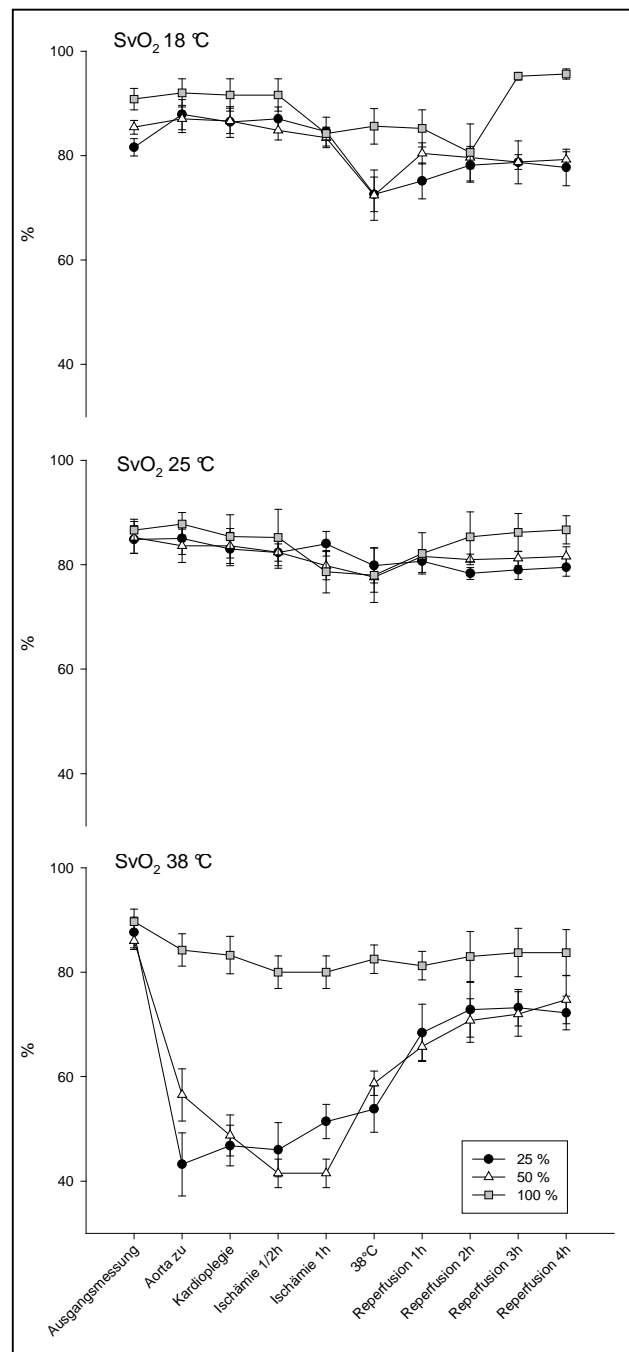 SvO₂ 18 °C
100
80
60
40
%
SvO₂ 25 °C
100
80
60
40
%
SvO₂ 38 °C
100
80
60
40
%
25 %
50 %
100 %
Ausgangsmessung
Aorta zu
Kardioplegie
Ischämie 1/2h
Ischämie 1h
38°C
Reperfusion 1h
Reperfusion 2h
Reperfusion 3h
Reperfusion 4h